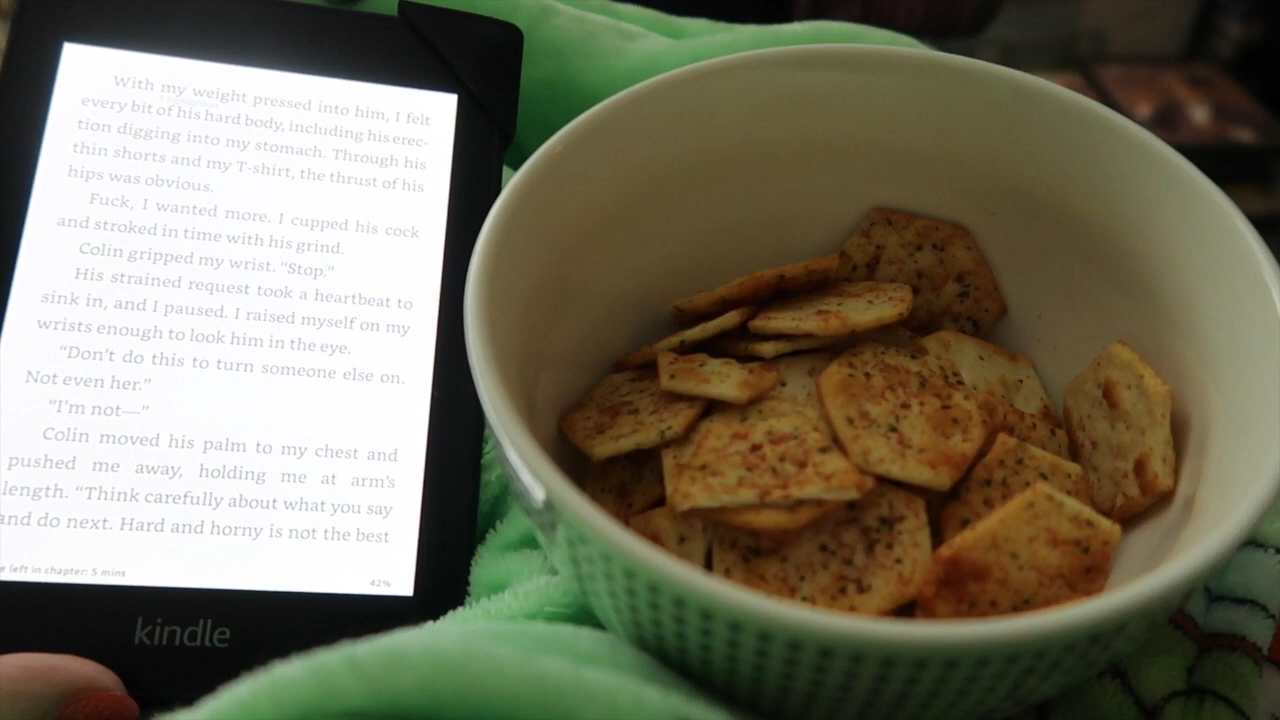 With my weight pressed into him, I felt
every bit of his hard body, including his erec-
tion digging into my stomach. Through his
thin shorts and my T-shirt, the thrust of his
hips was obvious.
Fuck, I wanted more. I cupped his cock
and stroked in time with his grind.
Colin gripped my wrist. “Stop.”
His strained request took a heartbeat to
sink in, and I paused. I raised myself on my
wrists enough to look him in the eye.
“Don’t do this to turn someone else on.
Not even her.”
“I’m not—”
Colin moved his palm to my chest and
pushed me away, holding me at arm’s
length. “Think carefully about what you say
and do next. Hard and horny is not the best
e left in chapter: 5 mins
42%
kindle